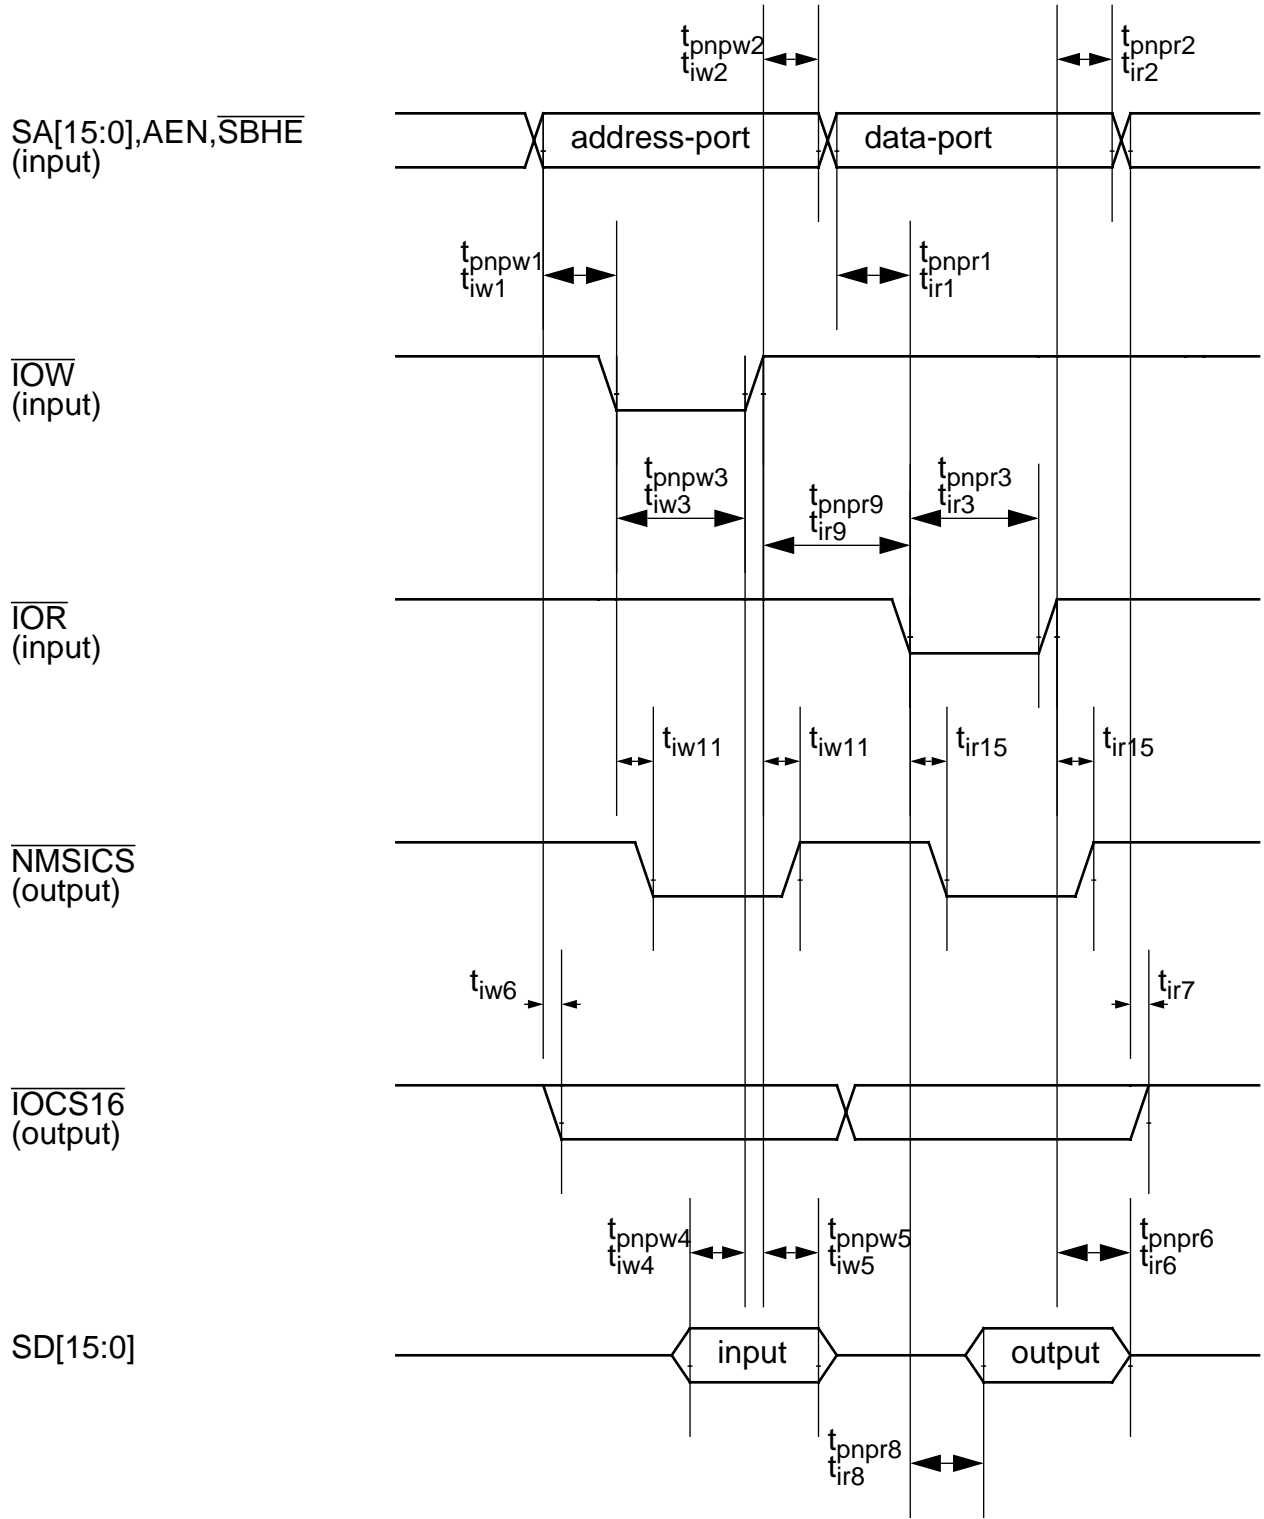 tpnpw2
tiw2
tpnpr2
tir2
SA[15:0],AEN,SBHE
(input)
address-port
data-port
tpnpw1
tiw1
tpnpr1
tir1
IOW
(input)
tpnpw3
tiw3
tpnpr9
tir9
tpnpr3
tir3
IOR
(input)
tiw11
tiw11
tir15
tir15
NMSICS
(output)
tiw6
tir7
IOCS16
(output)
tpnpw4
tiw4
tpnpw5
tiw5
tpnpr6
tir6
SD[15:0]
input
output
tpnpr8
tir8